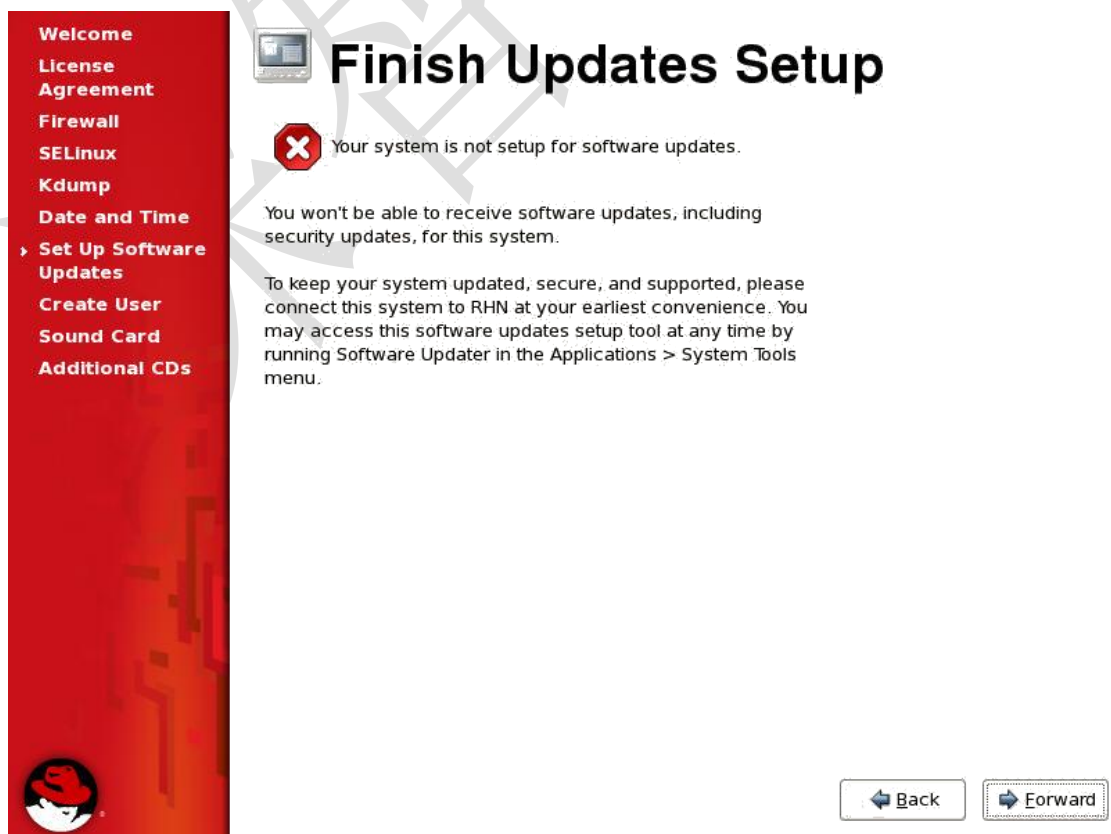 Welcome
License
Agreement
Firewall
SELinux
Kdump
Date and Time
Set Up Software
Updates
Create User
Sound Card
Additional CDs
Finish Updates Setup
Your system is not setup for software updates.
You won't be able to receive software updates, including
security updates, for this system.
To keep your system updated, secure, and supported, please
connect this system to RHN at your earliest convenience. You
may access this software updates setup tool at any time by
running Software Updater in the Applications > System Tools
menu.
Back
Forward